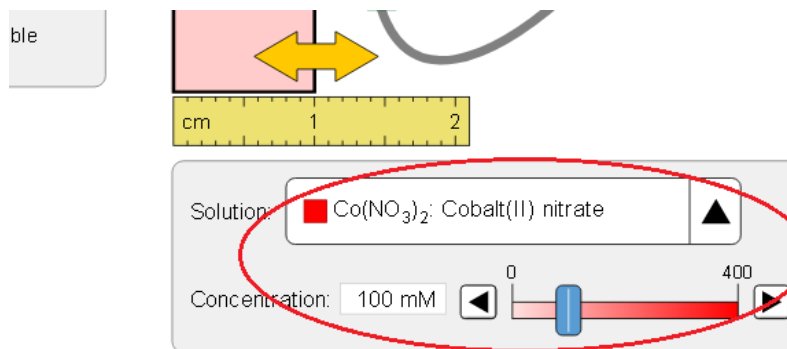 ble
cm 1 2
Solution: Co(NO₃)₂: Cobalt(II) nitrate
0 400
Concentration: 100 mM